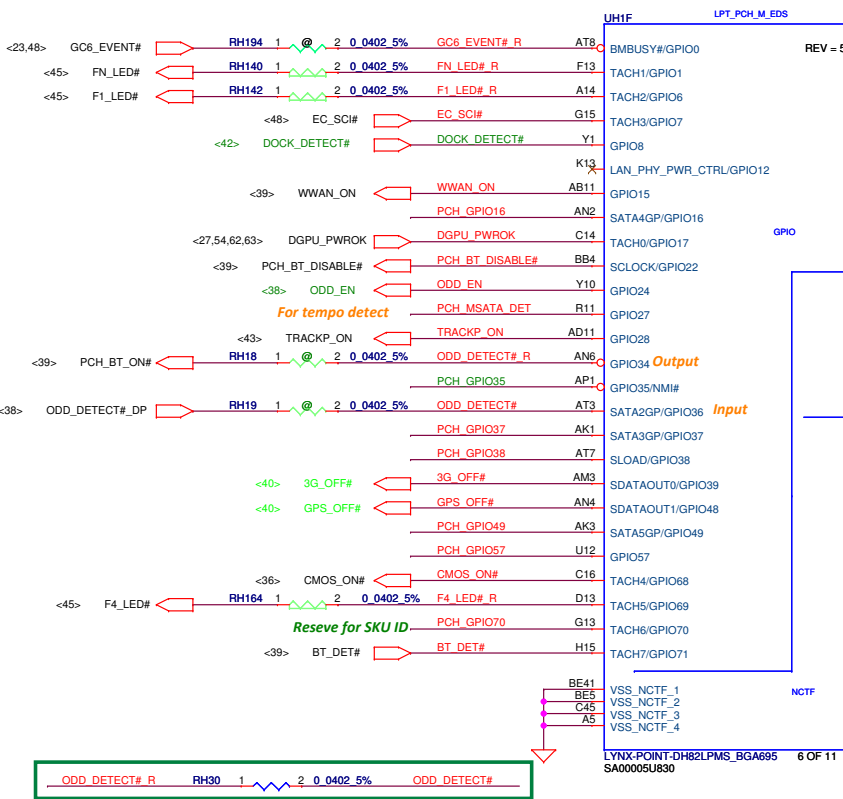 UH1F LPT_PCH_M_EDS
<23,48> GC6_EVENT# RH194 1 @ 2 0_0402_5% GC6_EVENT#_R AT8 BMBUSY#/GPIO0 REV = 5
<45> FN_LED# RH140 1 2 0_0402_5% FN_LED#_R F13 TACH1/GPIO1
<45> F1_LED# RH142 1 2 0_0402_5% F1_LED#_R A14 TACH2/GPIO6
<48> EC_SCI# EC_SCI# G15 TACH3/GPIO7
<42> DOCK_DETECT# DOCK_DETECT# Y1 GPIO8
K13 LAN_PHY_PWR_CTRL/GPIO12
<39> WWAN_ON WWAN_ON AB11 GPIO15
PCH_GPIO16 AN2 SATA4GP/GPIO16
GPIO
<27,54,62,63> DGPU_PWROK DGPU_PWROK C14 TACH0/GPIO17
<39> PCH_BT_DISABLE# PCH_BT_DISABLE# BB4 SCLOCK/GPIO22
<38> ODD_EN ODD_EN Y10 GPIO24
For tempo detect PCH_MSATA_DET R11 GPIO27
<43> TRACKP_ON TRACKP_ON AD11 GPIO28
<39> PCH_BT_ON# RH18 1 @ 2 0_0402_5% ODD_DETECT#_R AN6 GPIO34 Output
PCH_GPIO35 AP1 GPIO35/NMI#
<38> ODD_DETECT#_DP RH19 1 @ 2 0_0402_5% ODD_DETECT# AT3 SATA2GP/GPIO36 Input
PCH_GPIO37 AK1 SATA3GP/GPIO37
PCH_GPIO38 AT7 SLOAD/GPIO38
<40> 3G_OFF# 3G_OFF# AM3 SDATAOUT0/GPIO39
<40> GPS_OFF# GPS_OFF# AN4 SDATAOUT1/GPIO48
PCH_GPIO49 AK3 SATA5GP/GPIO49
PCH_GPIO57 U12 GPIO57
<36> CMOS_ON# CMOS_ON# C16 TACH4/GPIO68
<45> F4_LED# RH164 1 2 0_0402_5% F4_LED#_R D13 TACH5/GPIO69
Reseve for SKU ID PCH_GPIO70 G13 TACH6/GPIO70
<39> BT_DET# BT_DET# H15 TACH7/GPIO71
BE41 VSS_NCTF_1 NCTF
BE5 VSS_NCTF_2
C45 VSS_NCTF_3
A5 VSS_NCTF_4
LYNX-POINT-DH82LPMS_BGA695 6 OF 11
SA00005U830
ODD_DETECT#_R RH30 1 2 0_0402_5% ODD_DETECT#